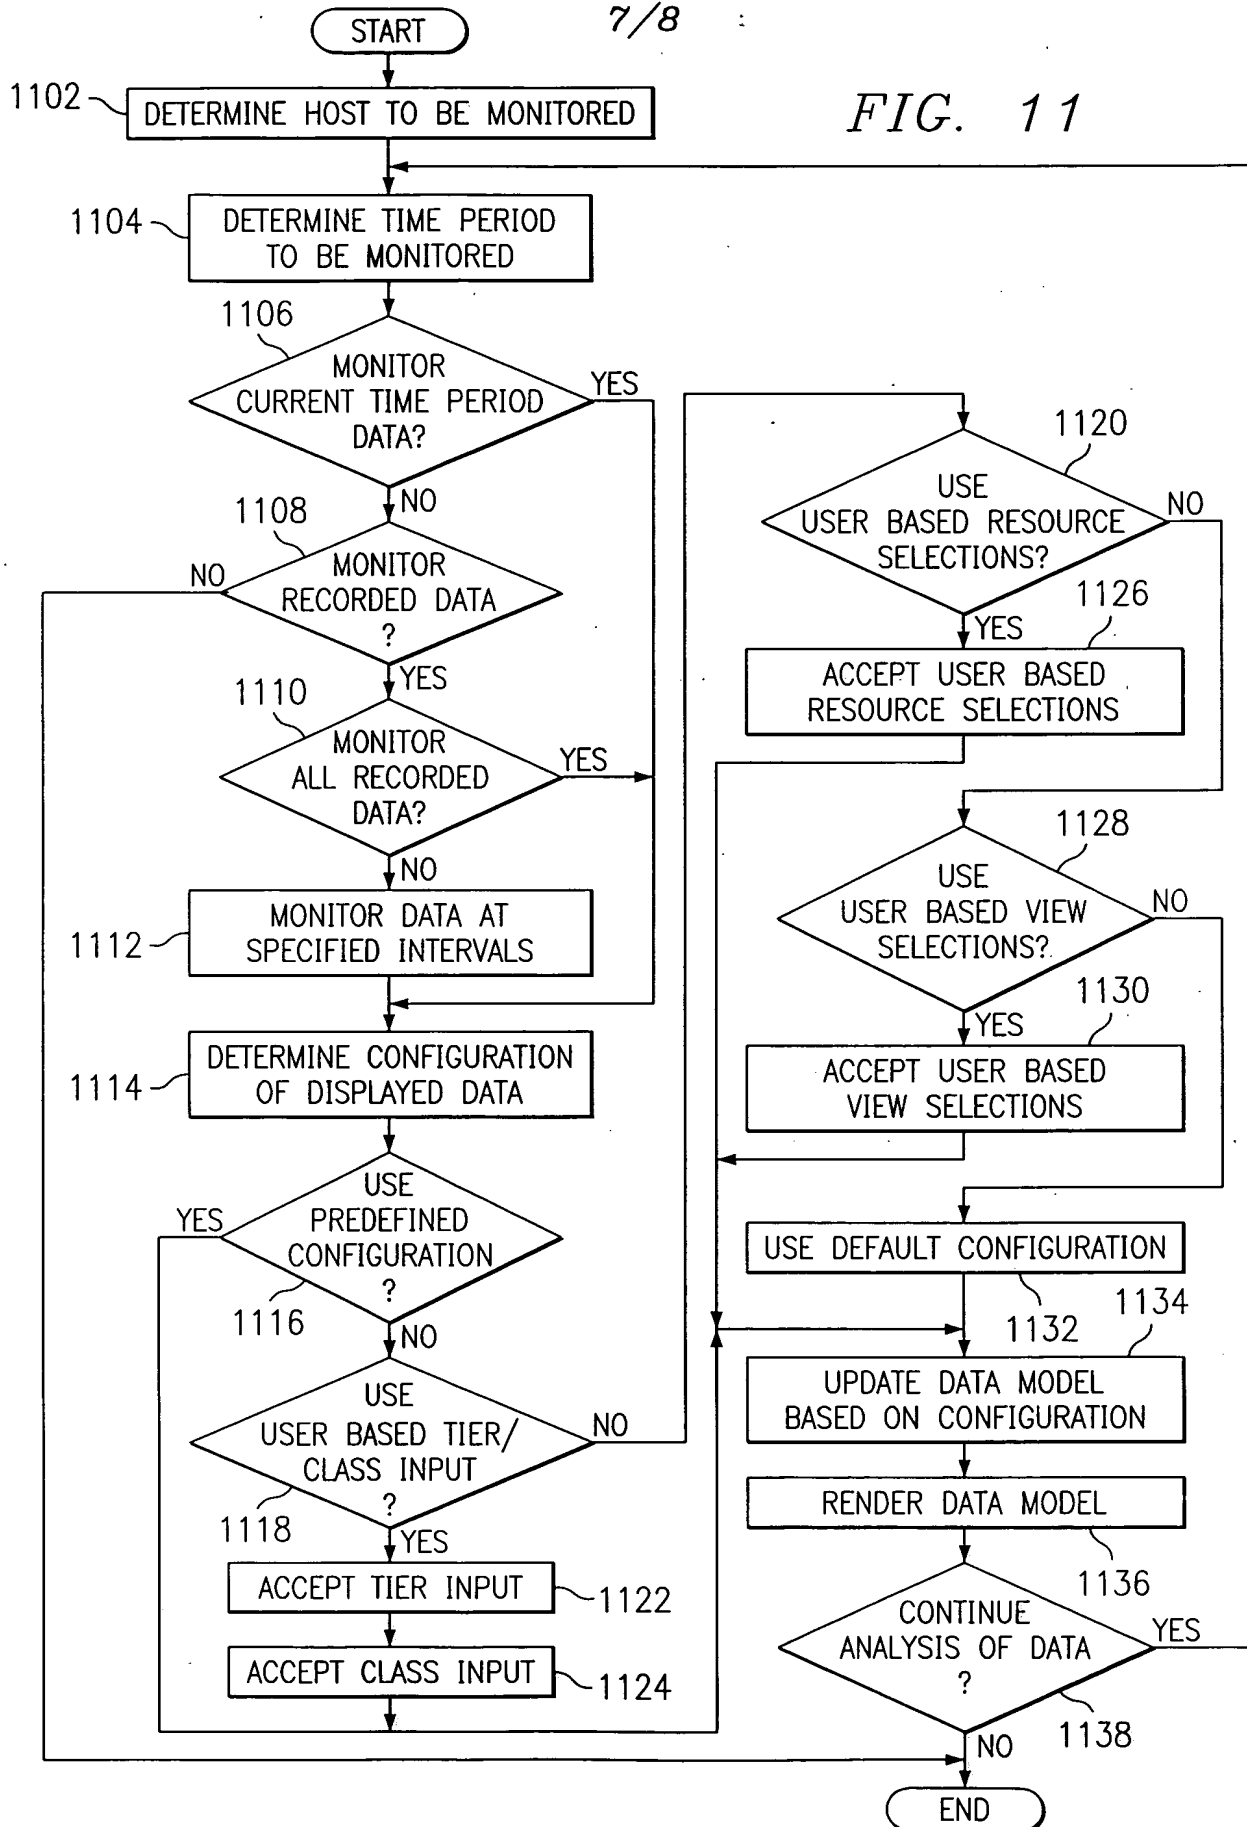 7/8
START
1102
DETERMINE HOST TO BE MONITORED
FIG. 11
1104
DETERMINE TIME PERIOD
TO BE MONITORED
1106
MONITOR
CURRENT TIME PERIOD
DATA?
YES
NO
1108
MONITOR
RECORDED DATA
?
NO
YES
1110
MONITOR
ALL RECORDED
DATA?
YES
NO
1112
MONITOR DATA AT
SPECIFIED INTERVALS
1114
DETERMINE CONFIGURATION
OF DISPLAYED DATA
USE
PREDEFINED
CONFIGURATION
?
YES
1116
NO
USE
USER BASED TIER/
CLASS INPUT
?
NO
1118
YES
ACCEPT TIER INPUT
1122
ACCEPT CLASS INPUT
1124
1120
USE
USER BASED RESOURCE
SELECTIONS?
NO
YES
1126
ACCEPT USER BASED
RESOURCE SELECTIONS
1128
USE
USER BASED VIEW
SELECTIONS?
NO
YES
1130
ACCEPT USER BASED
VIEW SELECTIONS
USE DEFAULT CONFIGURATION
1132
1134
UPDATE DATA MODEL
BASED ON CONFIGURATION
RENDER DATA MODEL
1136
CONTINUE
ANALYSIS OF DATA
?
YES
1138
NO
END